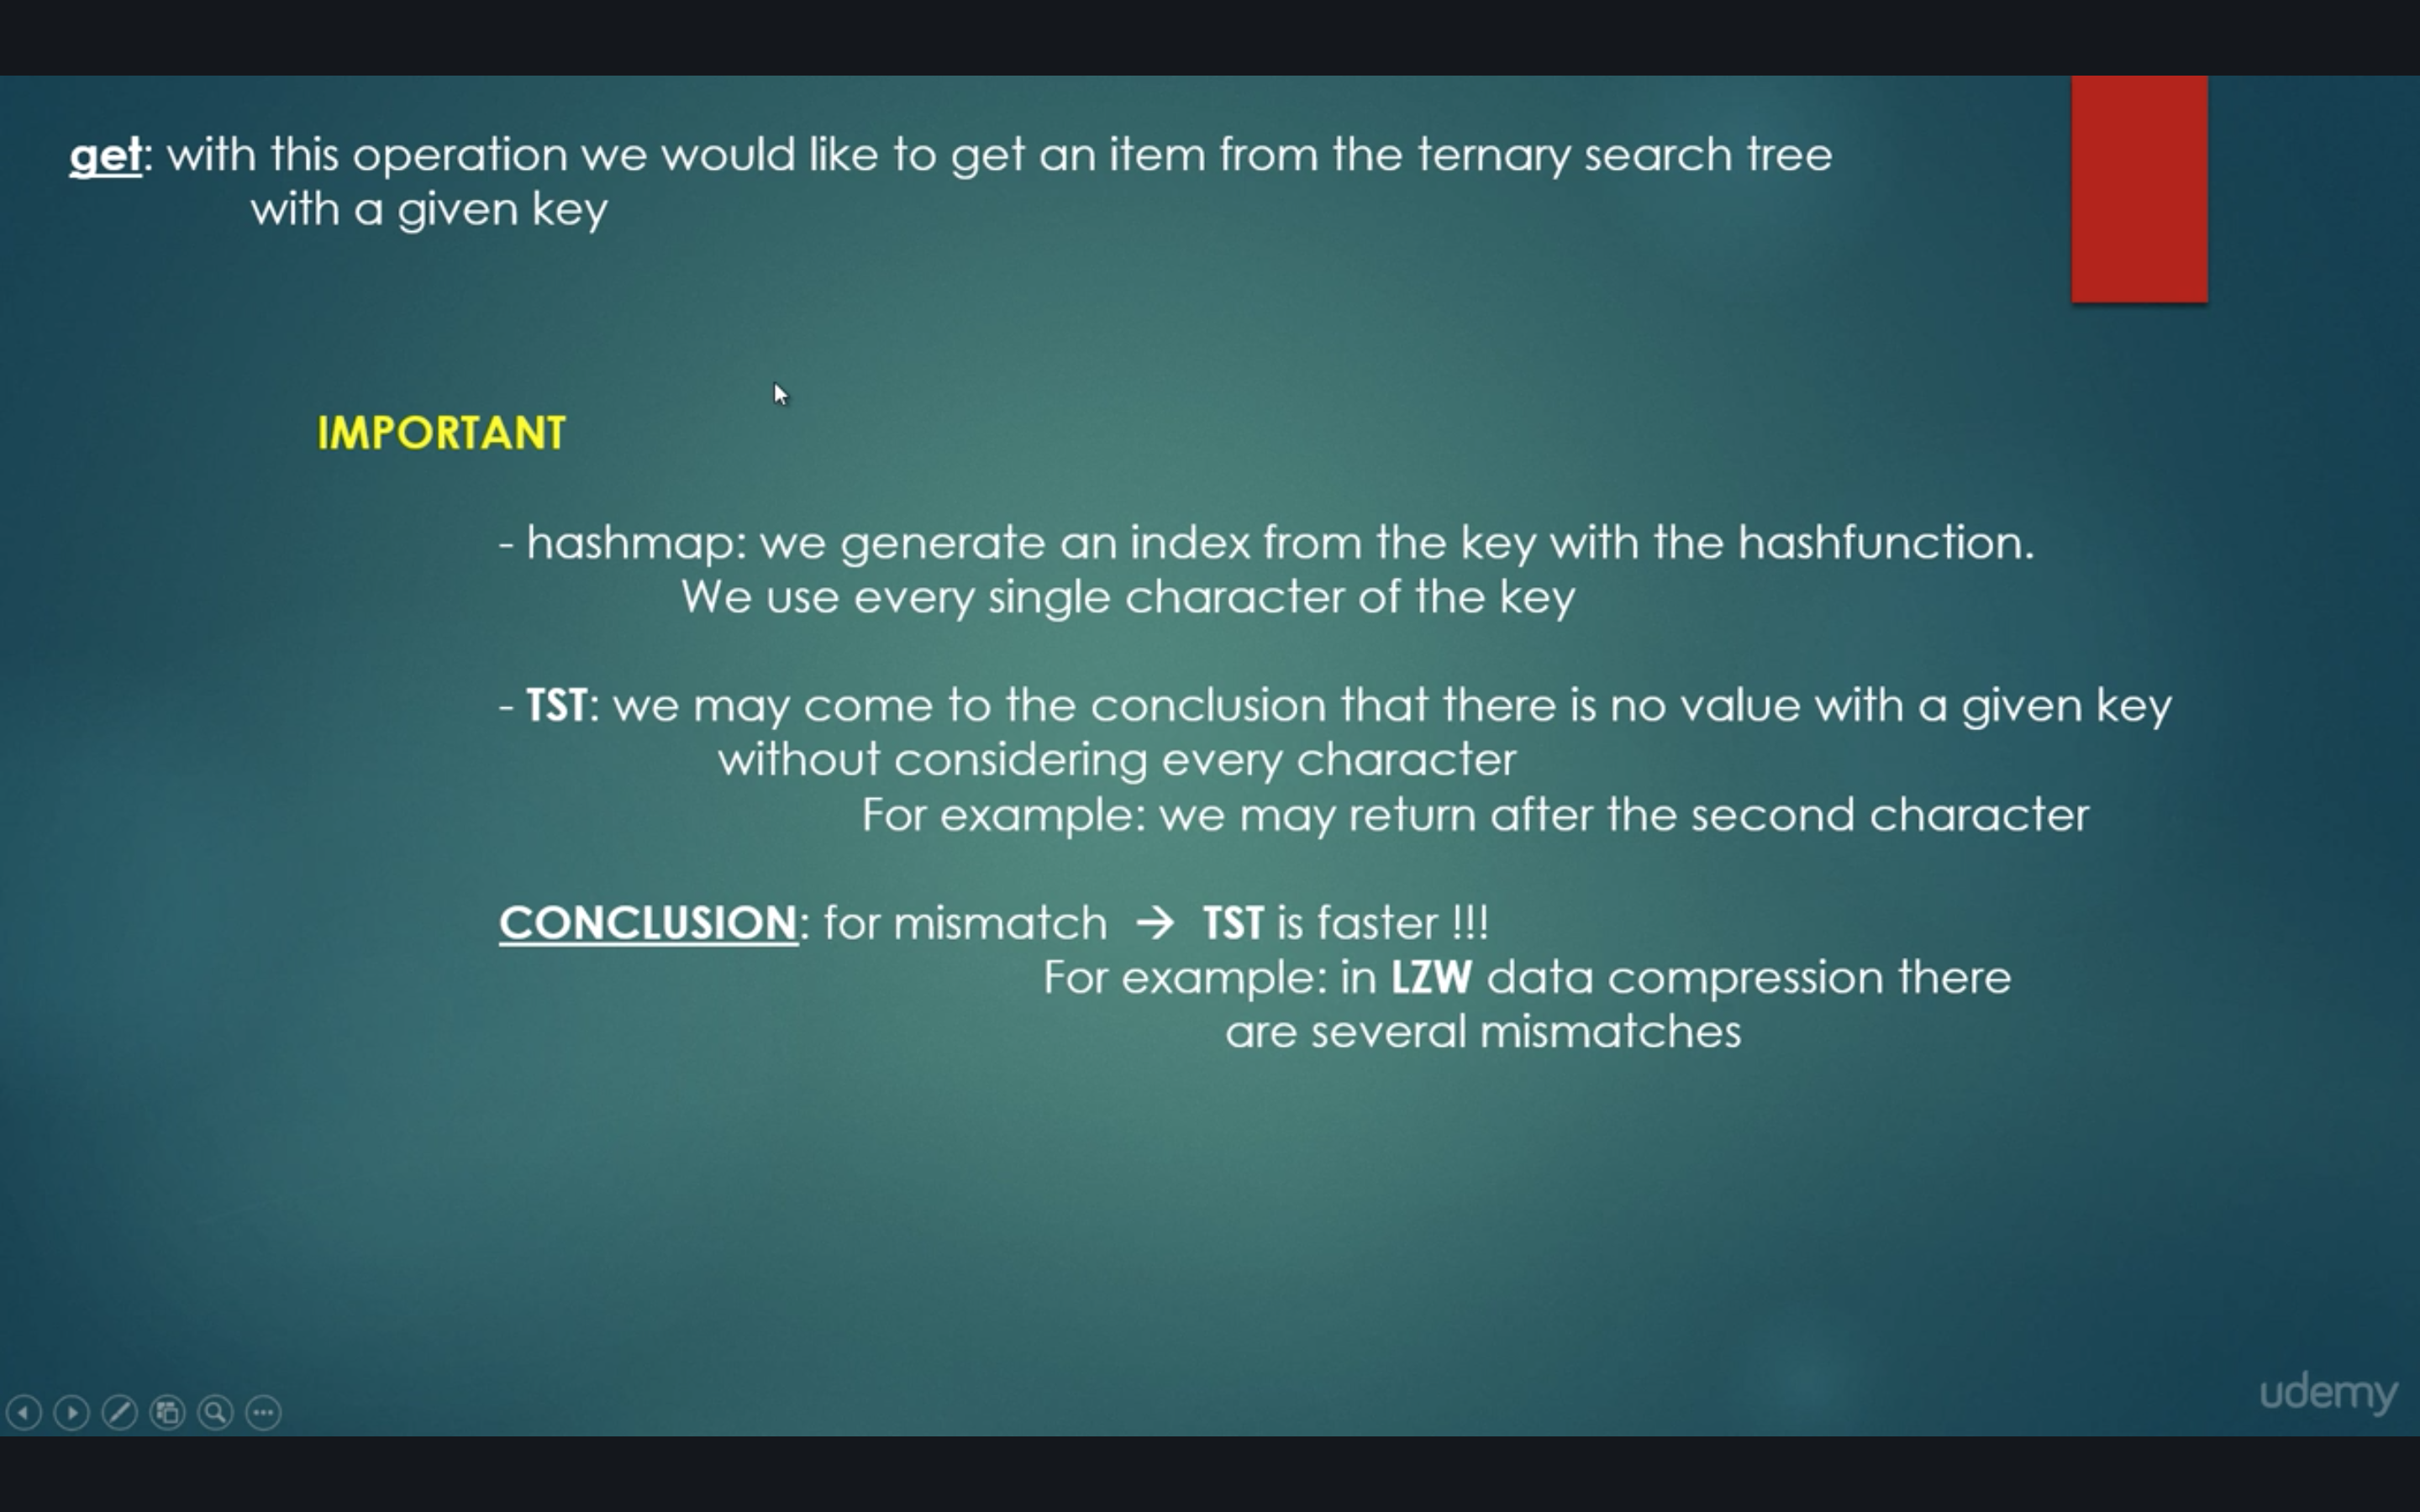 get: with this operation we would like to get an item from the ternary search tree
with a given key
IMPORTANT
- hashmap: we generate an index from the key with the hashfunction.
We use every single character of the key
- TST: we may come to the conclusion that there is no value with a given key
without considering every character
For example: we may return after the second character
CONCLUSION: for mismatch → TST is faster !!!
For example: in LZW data compression there
are several mismatches
udemy